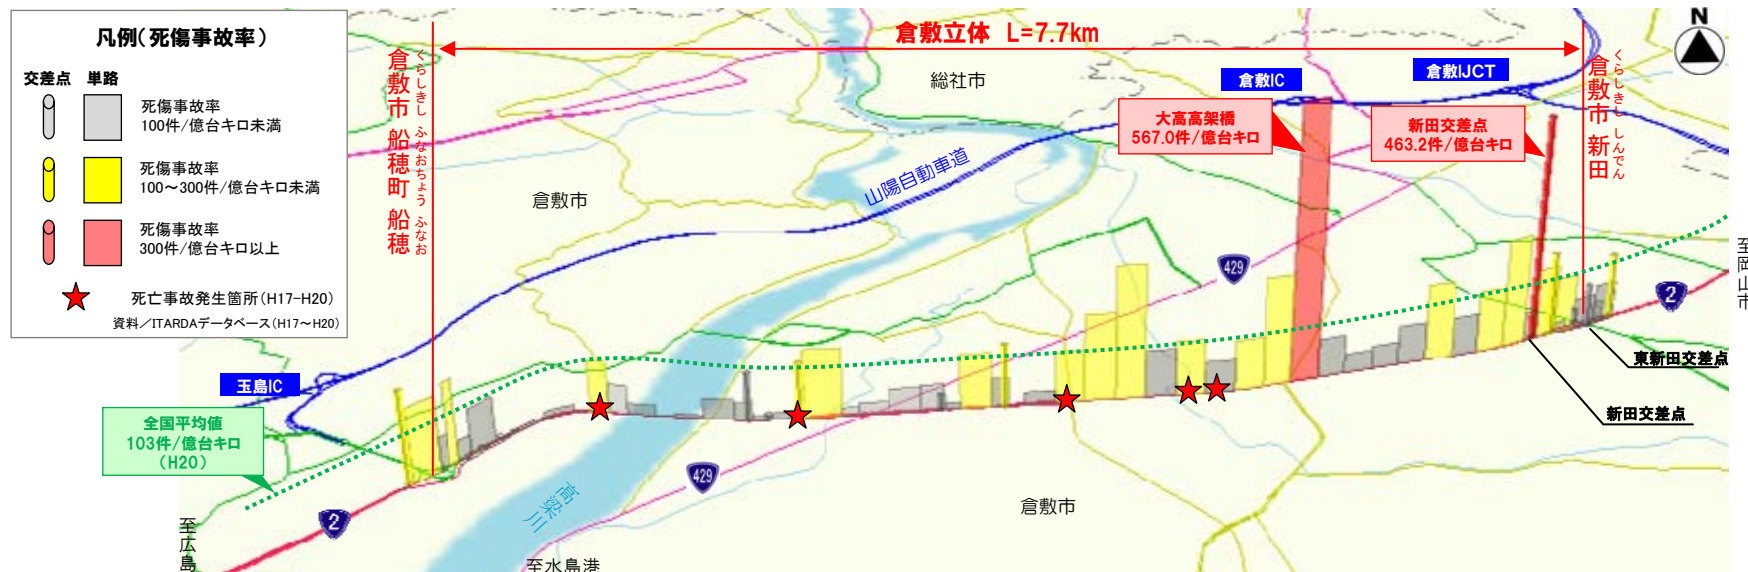 凡例(死傷事故率)
交差点 単路
死傷事故率
100件/億台キロ未満
死傷事故率
100～300件/億台キロ未満
死傷事故率
300件/億台キロ以上
死亡事故発生箇所(H17-H20)
資料／ITARDAデータベース(H17～H20)
倉敷立体 L=7.7km
倉敷市 船穂町 船穂
くらしきし ふなおちょう ふなお
倉敷市 新田
くらしきし しんでん
N
総社市
倉敷IC
倉敷IJCT
大高高架橋
567.0件/億台キロ
新田交差点
463.2件/億台キロ
山陽自動車道
倉敷市
429
至岡山市
2
東新田交差点
新田交差点
玉島IC
全国平均値
103件/億台キロ
(H20)
429
高梁川
倉敷市
2
至広島
至水島港